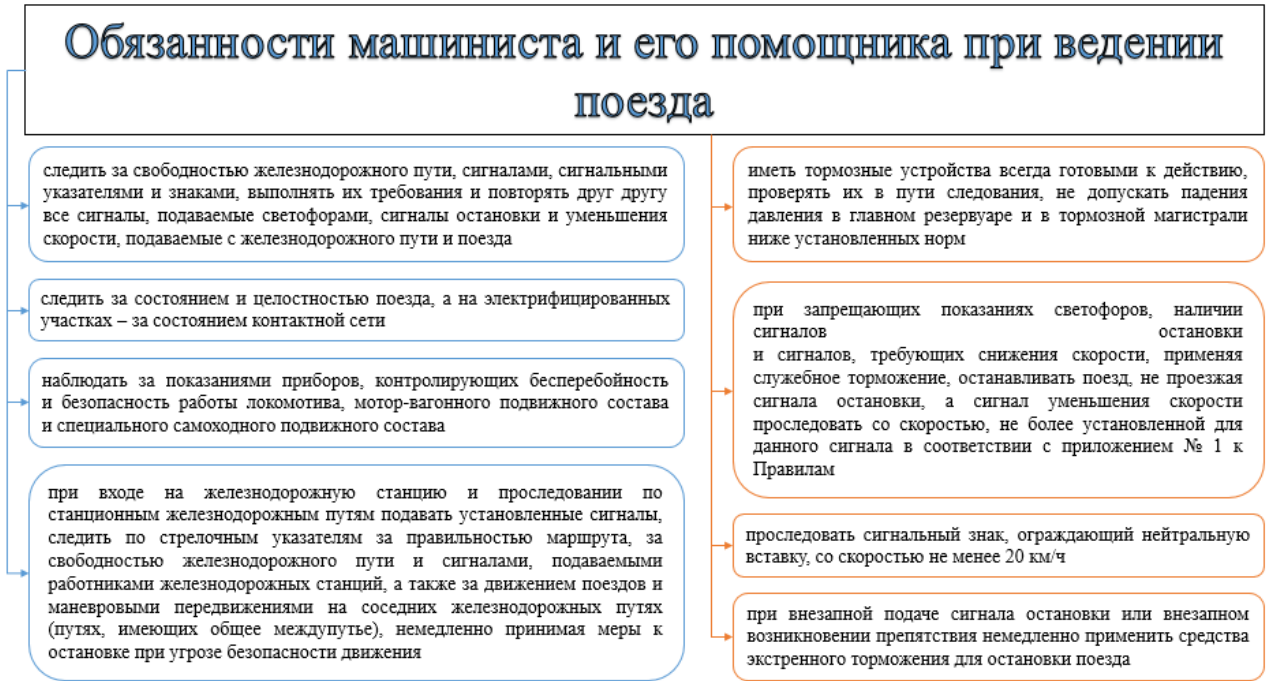 Обязанности машиниста и его помощника при ведении
поезда
следить за свободностью железнодорожного пути, сигналами, сигнальными
указателями и знаками, выполнять их требования и повторять друг другу
все сигналы, подаваемые светофорами, сигналы остановки и уменьшения
скорости, подаваемые с железнодорожного пути и поезда
следить за состоянием и целостностью поезда, а на электрифицированных
участках – за состоянием контактной сети
наблюдать за показаниями приборов, контролирующих бесперебойность
и безопасность работы локомотива, мотор-вагонного подвижного состава
и специального самоходного подвижного состава
при входе на железнодорожную станцию и проследовании по
станционным железнодорожным путям подавать установленные сигналы,
следить по стрелочным указателям за правильностью маршрута, за
свободностью железнодорожного пути и сигналами, подаваемыми
работниками железнодорожных станций, а также за движением поездов и
маневровыми передвижениями на соседних железнодорожных путях
(путях, имеющих общее междупутье), немедленно принимая меры к
остановке при угрозе безопасности движения
иметь тормозные устройства всегда готовыми к действию,
проверять их в пути следования, не допускать падения
давления в главном резервуаре и в тормозной магистрали
ниже установленных норм
при запрещающих показаниях светофоров, наличии
сигналов остановки
и сигналов, требующих снижения скорости, применяя
служебное торможение, останавливать поезд, не проезжая
сигнала остановки, а сигнал уменьшения скорости
проследовать со скоростью, не более установленной для
данного сигнала в соответствии с приложением № 1 к
Правилам
проследовать сигнальный знак, ограждающий нейтральную
вставку, со скоростью не менее 20 км/ч
при внезапной подаче сигнала остановки или внезапном
возникновении препятствия немедленно применить средства
экстренного торможения для остановки поезда